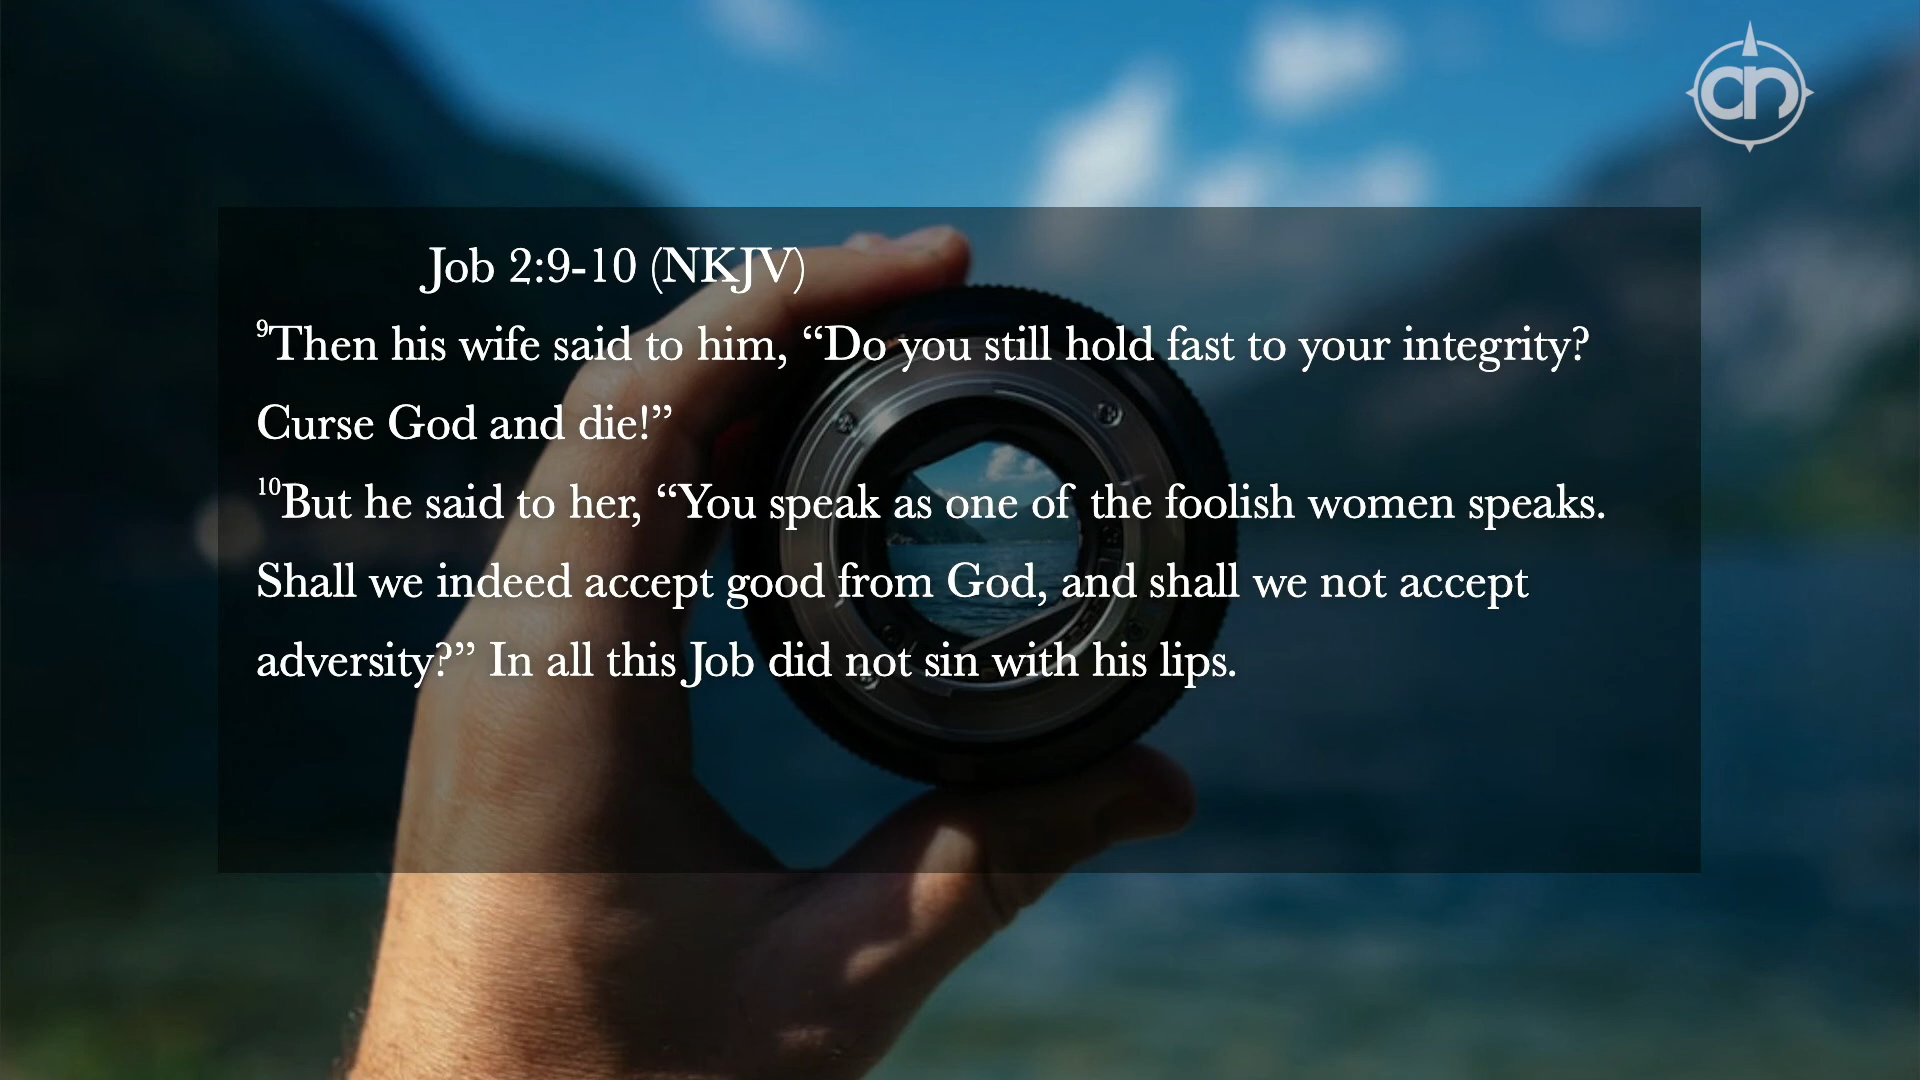 cn
Job 2:9-10 (NKJV)
⁹Then his wife said to him, “Do you still hold fast to your integrity?
Curse God and die!”
¹⁰But he said to her, “You speak as one of the foolish women speaks.
Shall we indeed accept good from God, and shall we not accept
adversity?” In all this Job did not sin with his lips.